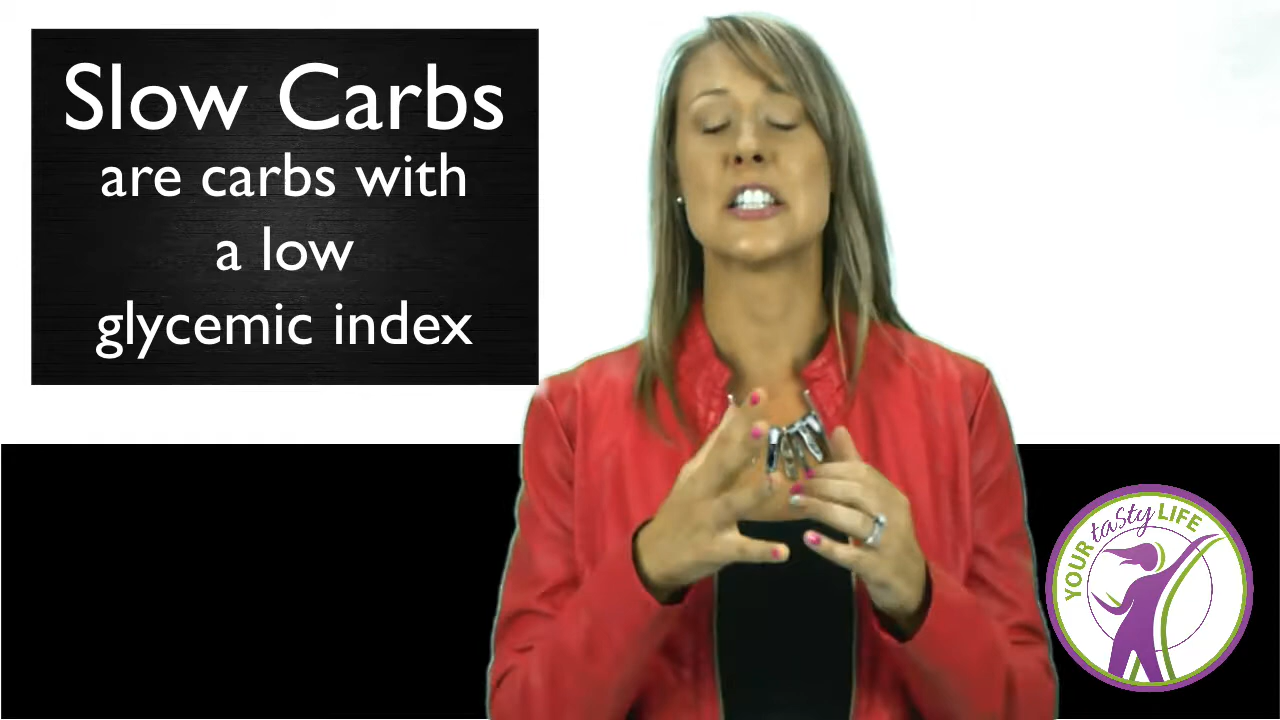 Slow Carbs
are carbs with
a low
glycemic index
YOUR taSty LIFE